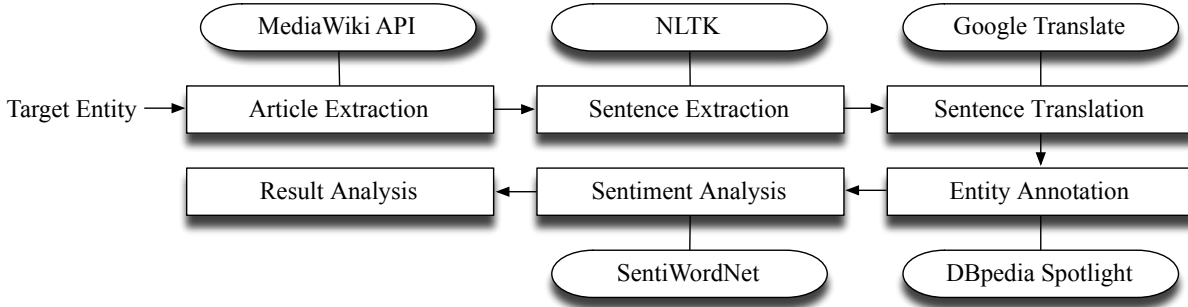 MediaWiki API
NLTK
Google Translate
Target Entity
Article Extraction
Sentence Extraction
Sentence Translation
Result Analysis
Sentiment Analysis
Entity Annotation
SentiWordNet
DBpedia Spotlight